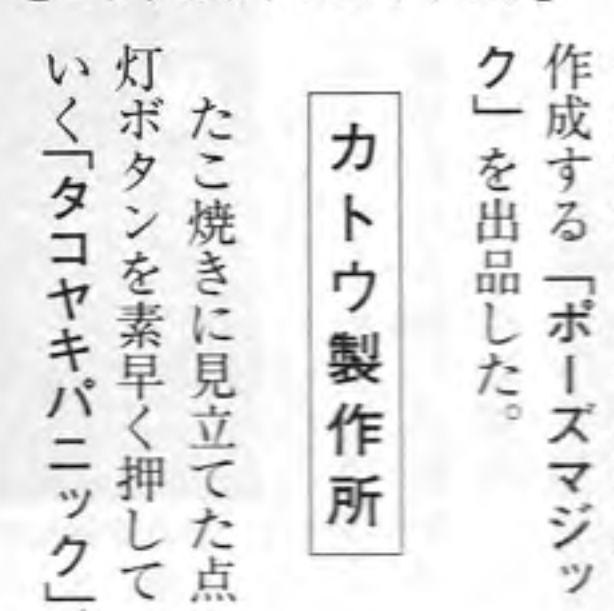 作成する「ポーズマジッ
ク」を出品した。
カトウ製作所
たこ焼きに見立てた点
灯ボタンを素早く押して
いく「タコヤキパニック」